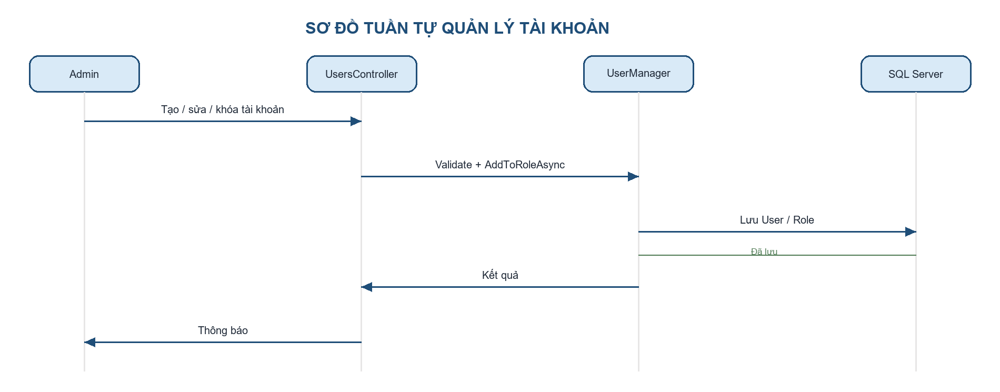 SƠ ĐỒ TUẦN TỰ QUẢN LÝ TÀI KHOẢN
Admin
UsersController
UserManager
SQL Server
Tạo / sửa / khóa tài khoản
Validate + AddToRoleAsync
Lưu User / Role
Đã lưu
Kết quả
Thông báo